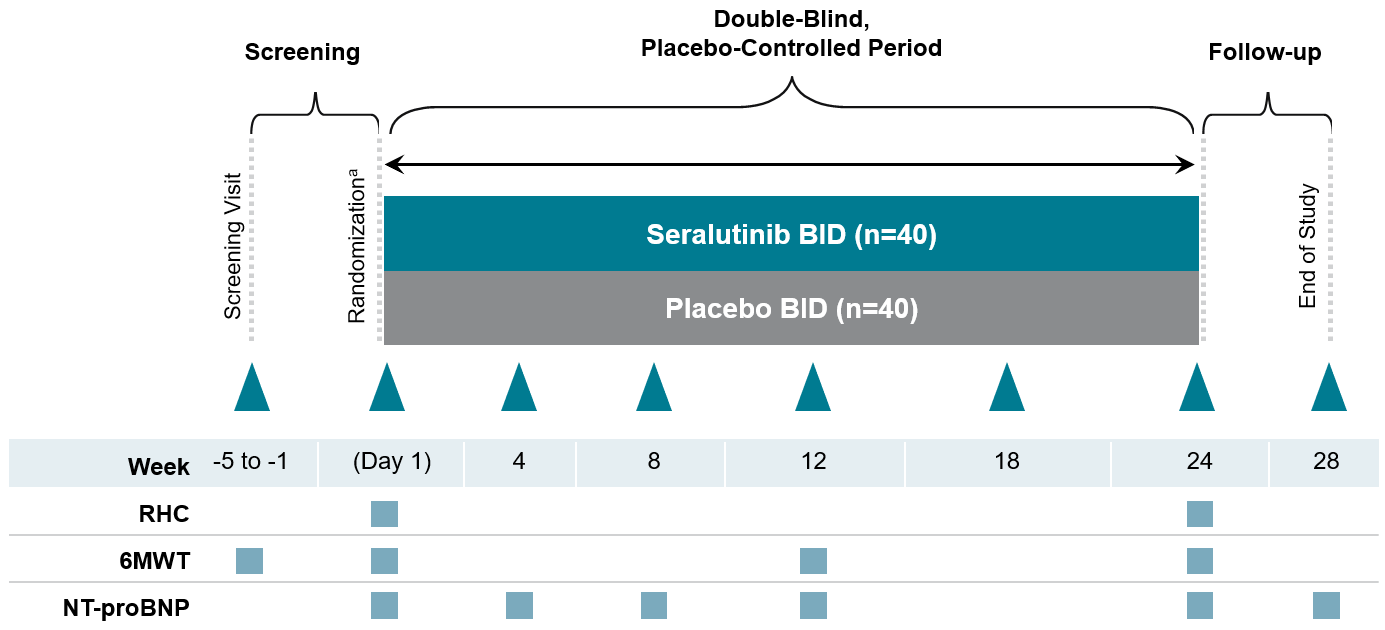 Double-Blind,
Placebo-Controlled Period
Screening
Follow-up
Screening Visit
Randomizationᵃ
End of Study
Seralutinib BID (n=40)
Placebo BID (n=40)
Week -5 to -1 (Day 1) 4 8 12 18 24 28
RHC
6MWT
NT-proBNP